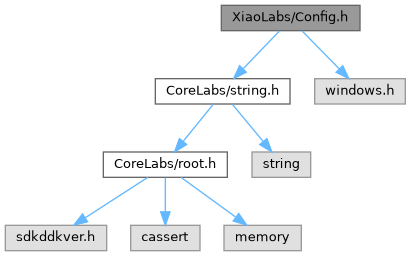 XiaoLabs/Config.h
CoreLabs/string.h
windows.h
CoreLabs/root.h
string
sdkddkver.h
cassert
memory